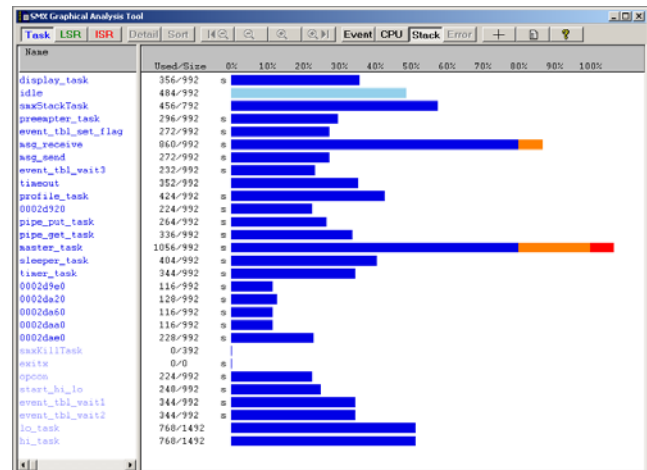 SMX Graphical Analysis Tool
Task LSR ISR Detail Sort Event CPU Stack Error + ?
Name Used/Size 0% 10% 20% 30% 40% 50% 60% 70% 80% 90% 100%
display_task 356/992 s
idle 484/992
smxStackTask 456/792
preempter_task 296/992 s
event_tbl_set_flag 272/992 s
msg_receive 860/992 s
msg_send 272/992 s
event_tbl_wait3 232/992 s
timeout 352/992
profile_task 424/992 s
0002d920 224/992 s
pipe_put_task 264/992 s
pipe_get_task 336/992 s
master_task 1056/992 s
sleeper_task 404/992 s
timer_task 344/992 s
0002d9e0 116/992 s
0002da20 128/992 s
0002da60 116/992 s
0002daa0 116/992 s
0002dae0 228/992 s
smxKillTask 0/392
exitx 0/0 s
opcon 224/992 s
start_hi_lo 248/992 s
event_tbl_wait1 344/992 s
event_tbl_wait2 344/992 s
lo_task 768/1492
hi_task 768/1492